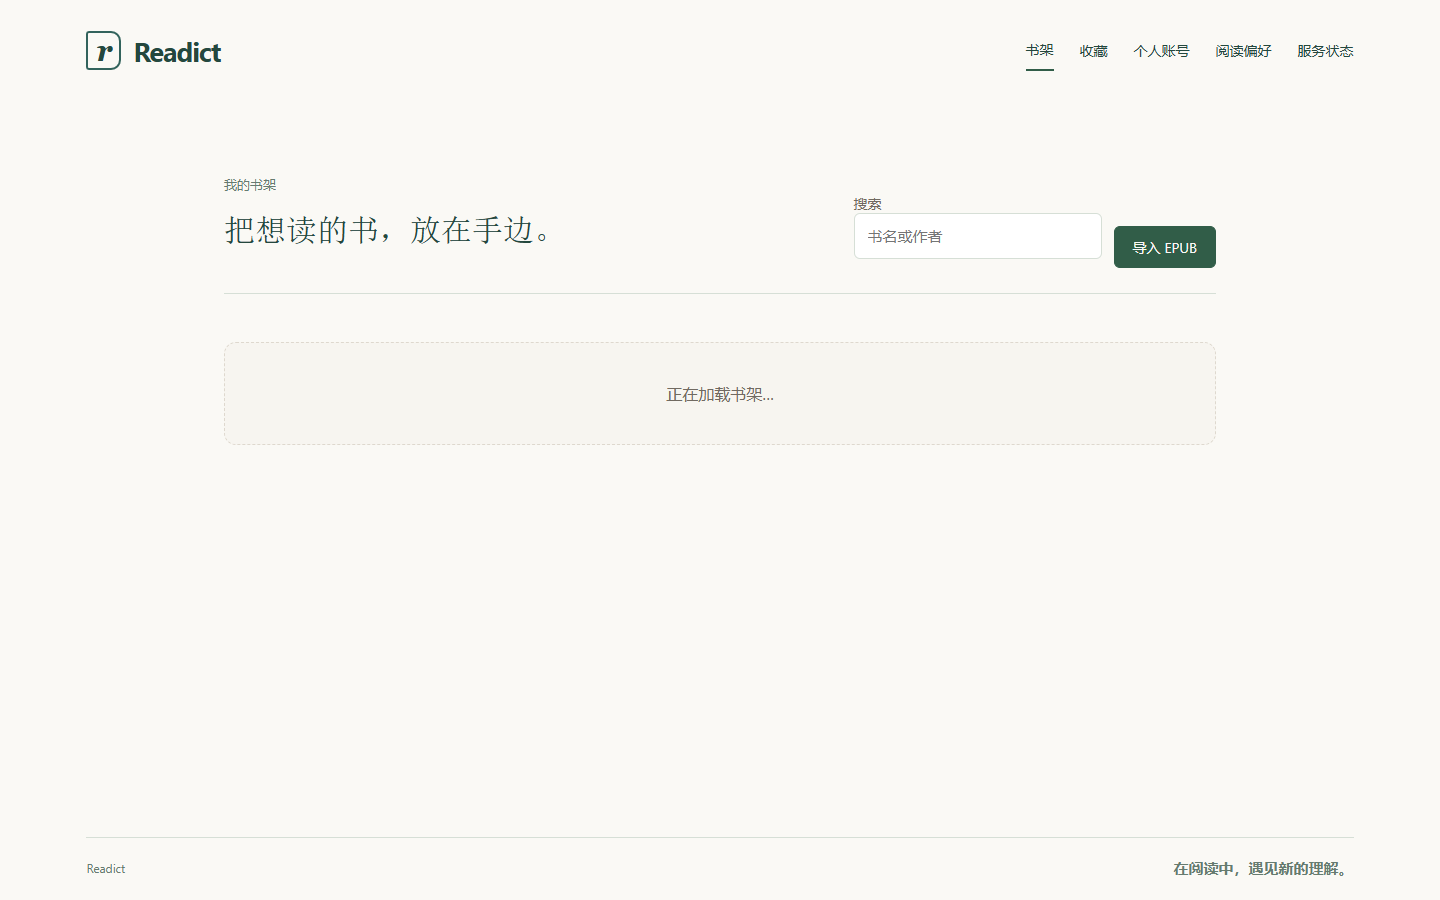 r Readict
书架 收藏 个人账号 阅读偏好 服务状态
我的书架
把想读的书，放在手边。
搜索
书名或作者
导入 EPUB
正在加载书架...
Readict
在阅读中，遇见新的理解。